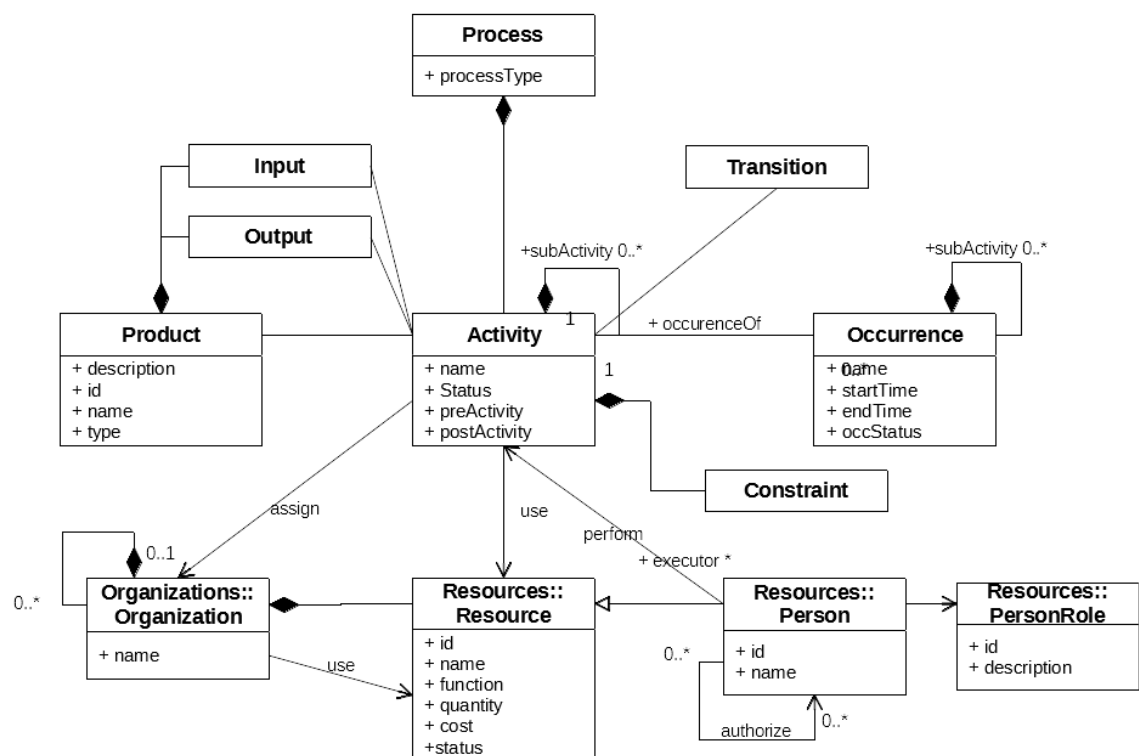 Process
+ processType
Input
Transition
Output
+subActivity 0..*
+subActivity 0..*
Product
+ description
+ id
+ name
+ type
Activity
1
+ name
+ Status
+ preActivity
+ postActivity
+ occurenceOf
1
Occurrence
+ name
0..*
+ startTime
+ endTime
+ occStatus
Constraint
assign
use
perform
+ executor *
0..1
0..*
Organizations::
Organization
+ name
use
Resources::
Resource
+ id
+ name
+ function
+ quantity
+ cost
+status
Resources::
Person
+ id
+ name
0..*
authorize
0..*
Resources::
PersonRole
+ id
+ description